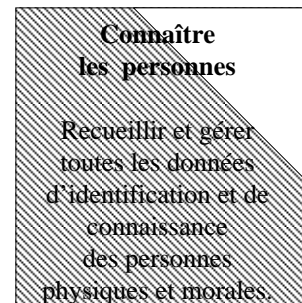 Connaître
les personnes
Recueillir et gérer
toutes les données
d’identification et de
connaissance
des personnes
physiques et morales.